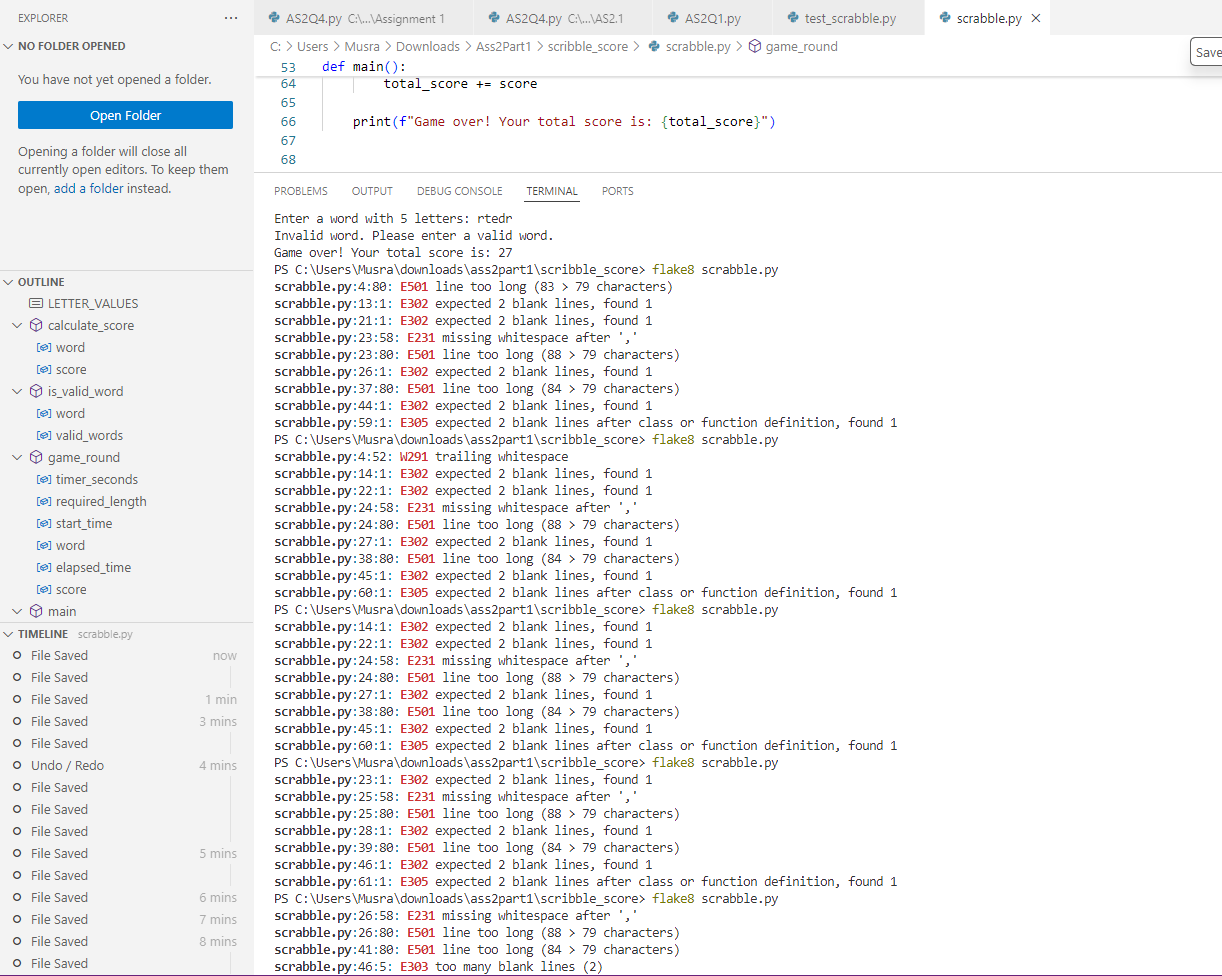 EXPLORER ···
NO FOLDER OPENED
You have not yet opened a folder.
Open Folder
Opening a folder will close all
currently open editors. To keep them
open, add a folder instead.
OUTLINE
LETTER_VALUES
calculate_score
word
score
is_valid_word
word
valid_words
game_round
timer_seconds
required_length
start_time
word
elapsed_time
score
main
TIMELINE scrabble.py
File Saved now
File Saved
File Saved 1 min
File Saved 3 mins
File Saved
Undo / Redo 4 mins
File Saved
File Saved
File Saved
File Saved 5 mins
File Saved
File Saved 6 mins
File Saved 7 mins
File Saved 8 mins
File Saved
AS2Q4.py C:\...\Assignment 1 AS2Q4.py C:\...\AS2.1 AS2Q1.py test_scrabble.py scrabble.py
C: > Users > Musra > Downloads > Ass2Part1 > scribble_score > scrabble.py > game_round
Save
53 def main():
64 total_score += score
65
66 print(f"Game over! Your total score is: {total_score}")
67
68
PROBLEMS OUTPUT DEBUG CONSOLE TERMINAL PORTS
Enter a word with 5 letters: rtedr
Invalid word. Please enter a valid word.
Game over! Your total score is: 27
PS C:\Users\Musra\downloads\ass2part1\scribble_score> flake8 scrabble.py
scrabble.py:4:80: E501 line too long (83 > 79 characters)
scrabble.py:13:1: E302 expected 2 blank lines, found 1
scrabble.py:21:1: E302 expected 2 blank lines, found 1
scrabble.py:23:58: E231 missing whitespace after ','
scrabble.py:23:80: E501 line too long (88 > 79 characters)
scrabble.py:26:1: E302 expected 2 blank lines, found 1
scrabble.py:37:80: E501 line too long (84 > 79 characters)
scrabble.py:44:1: E302 expected 2 blank lines, found 1
scrabble.py:59:1: E305 expected 2 blank lines after class or function definition, found 1
PS C:\Users\Musra\downloads\ass2part1\scribble_score> flake8 scrabble.py
scrabble.py:4:52: W291 trailing whitespace
scrabble.py:14:1: E302 expected 2 blank lines, found 1
scrabble.py:22:1: E302 expected 2 blank lines, found 1
scrabble.py:24:58: E231 missing whitespace after ','
scrabble.py:24:80: E501 line too long (88 > 79 characters)
scrabble.py:27:1: E302 expected 2 blank lines, found 1
scrabble.py:38:80: E501 line too long (84 > 79 characters)
scrabble.py:45:1: E302 expected 2 blank lines, found 1
scrabble.py:60:1: E305 expected 2 blank lines after class or function definition, found 1
PS C:\Users\Musra\downloads\ass2part1\scribble_score> flake8 scrabble.py
scrabble.py:14:1: E302 expected 2 blank lines, found 1
scrabble.py:22:1: E302 expected 2 blank lines, found 1
scrabble.py:24:58: E231 missing whitespace after ','
scrabble.py:24:80: E501 line too long (88 > 79 characters)
scrabble.py:27:1: E302 expected 2 blank lines, found 1
scrabble.py:38:80: E501 line too long (84 > 79 characters)
scrabble.py:45:1: E302 expected 2 blank lines, found 1
scrabble.py:60:1: E305 expected 2 blank lines after class or function definition, found 1
PS C:\Users\Musra\downloads\ass2part1\scribble_score> flake8 scrabble.py
scrabble.py:23:1: E302 expected 2 blank lines, found 1
scrabble.py:25:58: E231 missing whitespace after ','
scrabble.py:25:80: E501 line too long (88 > 79 characters)
scrabble.py:28:1: E302 expected 2 blank lines, found 1
scrabble.py:39:80: E501 line too long (84 > 79 characters)
scrabble.py:46:1: E302 expected 2 blank lines, found 1
scrabble.py:61:1: E305 expected 2 blank lines after class or function definition, found 1
PS C:\Users\Musra\downloads\ass2part1\scribble_score> flake8 scrabble.py
scrabble.py:26:58: E231 missing whitespace after ','
scrabble.py:26:80: E501 line too long (88 > 79 characters)
scrabble.py:41:80: E501 line too long (84 > 79 characters)
scrabble.py:46:5: E303 too many blank lines (2)